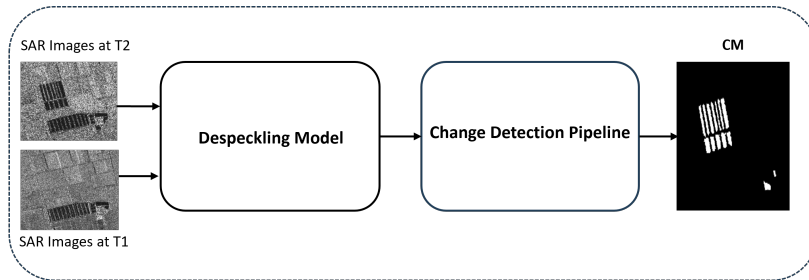 SAR Images at T2
CM
Despeckling Model
Change Detection Pipeline
SAR Images at T1